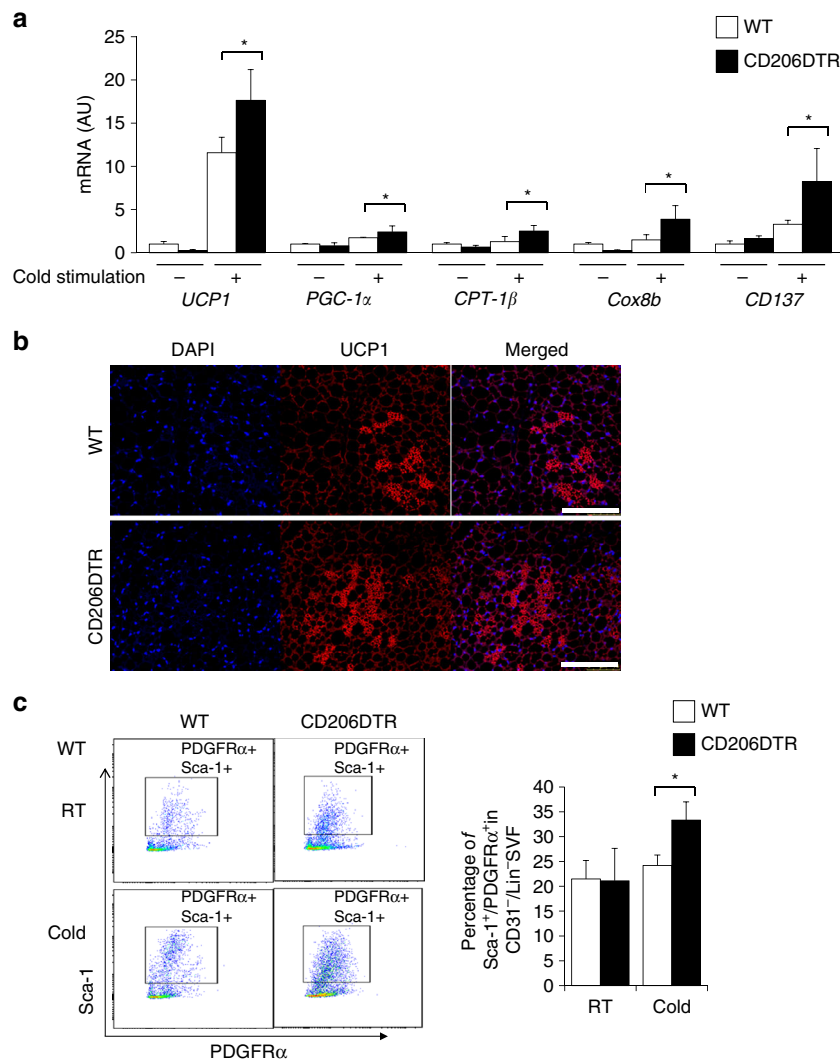 a
WT
CD206DTR
mRNA (AU)
25
20
15
10
5
0
*
*
*
*
*
Cold stimulation − + − + − + − + − +
UCP1 PGC-1α CPT-1β Cox8b CD137
b
DAPI UCP1 Merged
WT
CD206DTR
c
WT CD206DTR
WT
RT
PDGFRα+
Sca-1+
PDGFRα+
Sca-1+
Cold
PDGFRα+
Sca-1+
PDGFRα+
Sca-1+
Sca-1
PDGFRα
WT
CD206DTR
Percentage of
Sca-1⁺/PDGFRα⁺in
CD31⁻/Lin⁻SVF
40
35
30
25
20
15
10
5
0
*
RT Cold